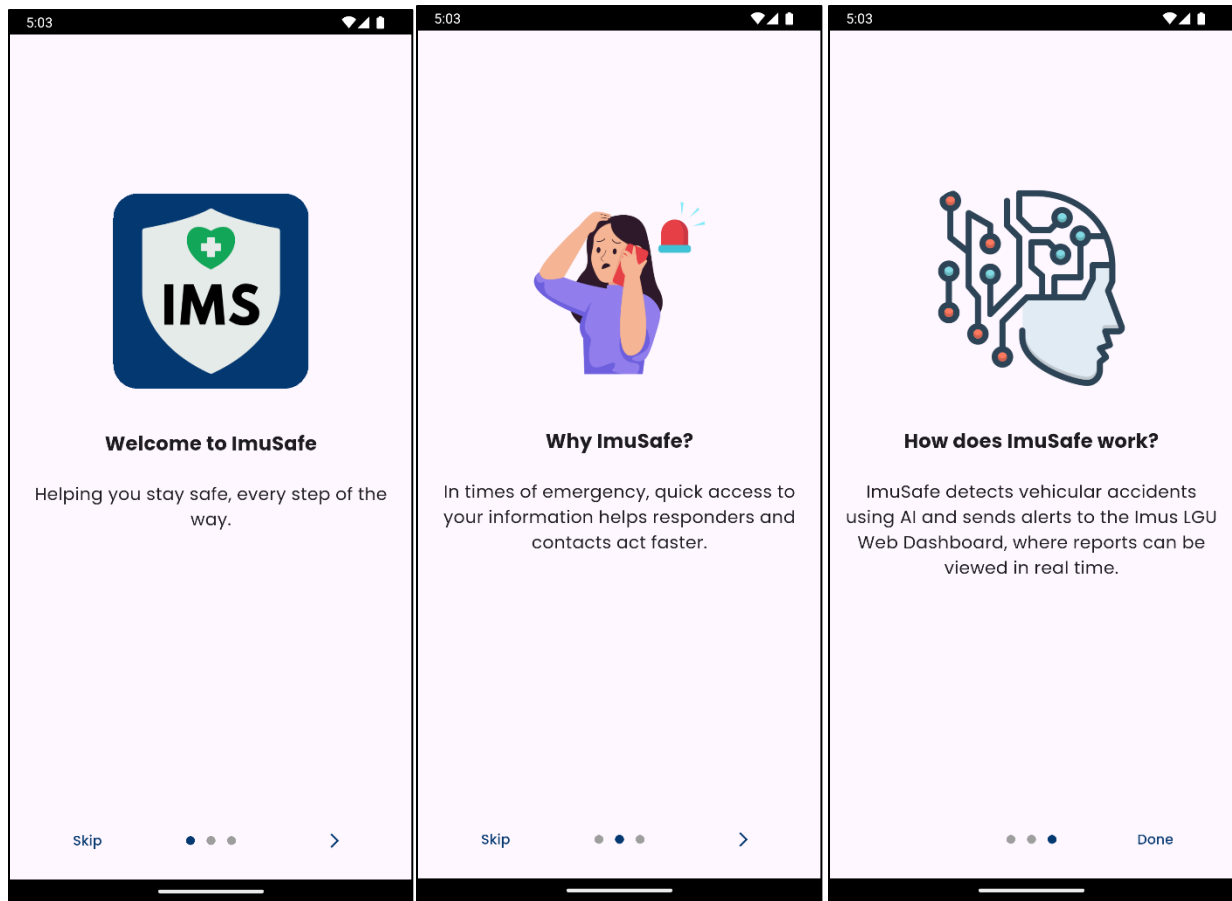 5:03
IMS
Welcome to ImuSafe
Helping you stay safe, every step of the
way.
Skip
5:03
Why ImuSafe?
In times of emergency, quick access to
your information helps responders and
contacts act faster.
Skip
5:03
How does ImuSafe work?
ImuSafe detects vehicular accidents
using AI and sends alerts to the Imus LGU
Web Dashboard, where reports can be
viewed in real time.
Done